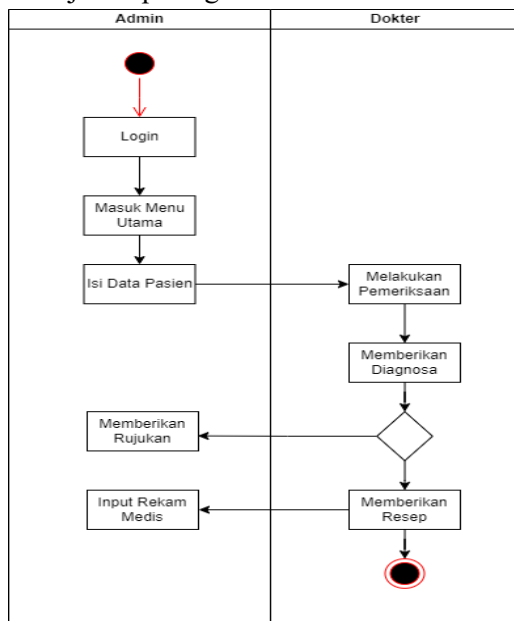 Admin
Dokter
Login
Masuk Menu
Utama
Isi Data Pasien
Melakukan
Pemeriksaan
Memberikan
Diagnosa
Memberikan
Rujukan
Input Rekam
Medis
Memberikan
Resep